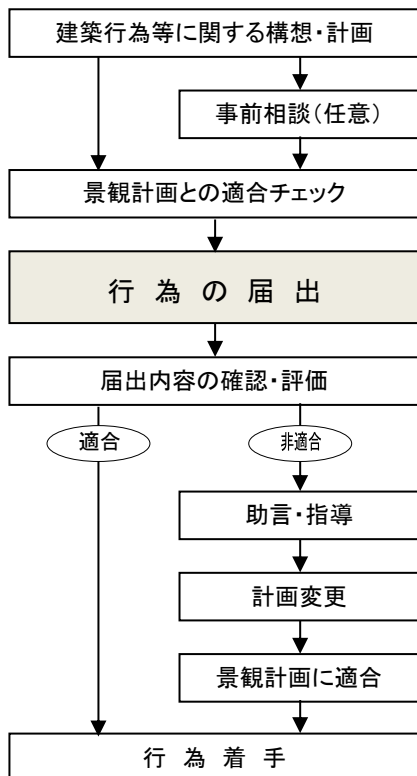 建築行為等に関する構想・計画
事前相談(任意)
景観計画との適合チェック
行為の届出
届出内容の確認・評価
適合
非適合
助言・指導
計画変更
景観計画に適合
行為着手